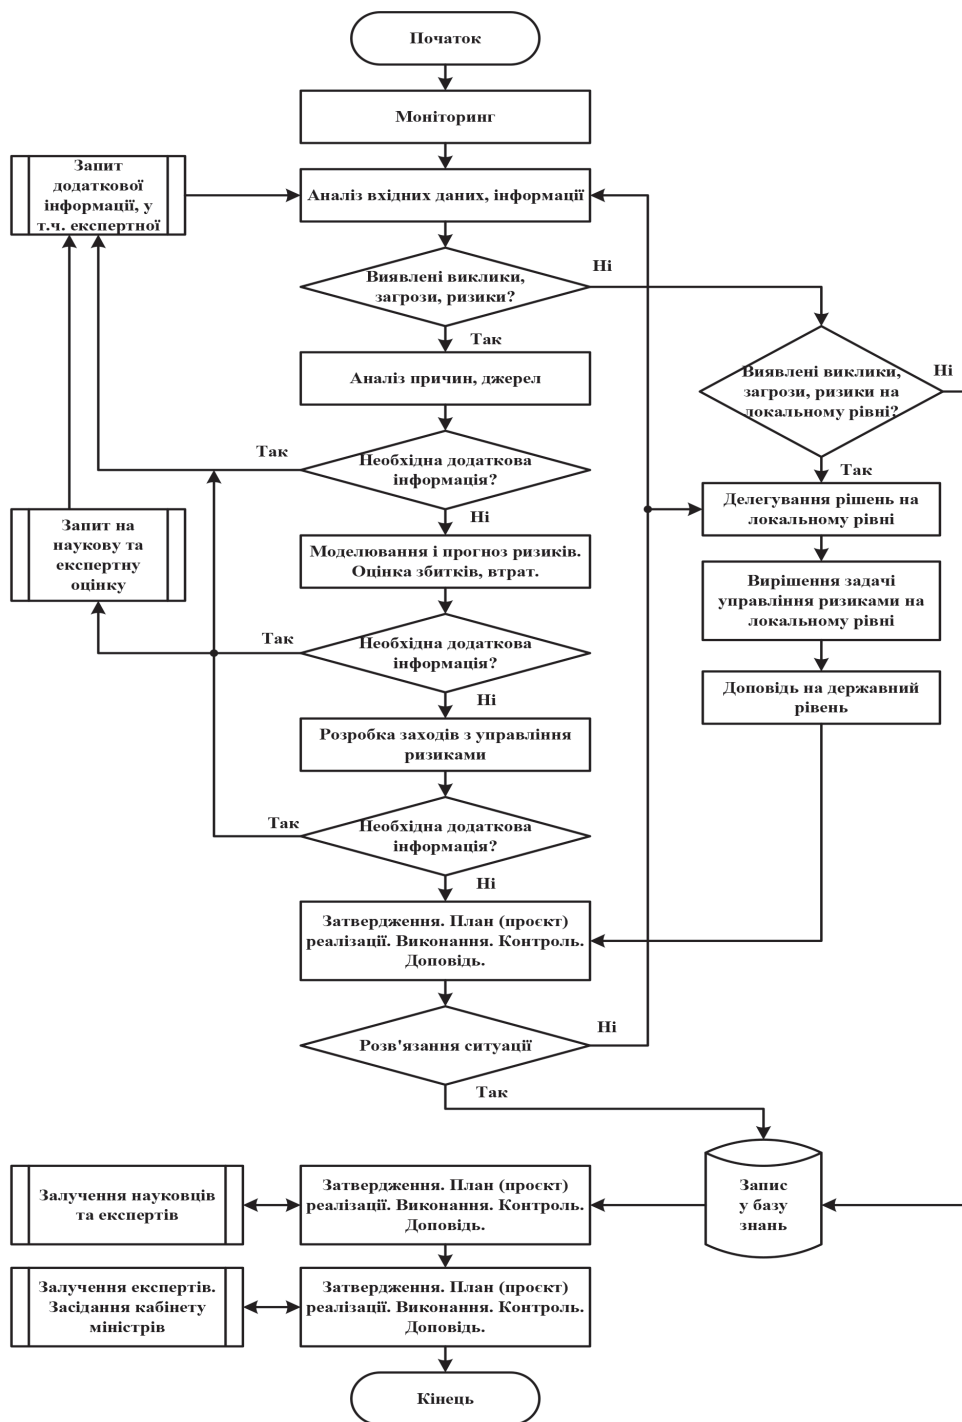 Початок
Моніторинг
Запит
додаткової
інформації, у
т.ч. експертної
Аналіз вхідних даних, інформації
Виявлені виклики,
загрози, ризики?
Ні
Так
Виявлені виклики,
загрози, ризики на
локальному рівні?
Ні
Аналіз причин, джерел
Так
Необхідна додаткова
інформація?
Так
Делегування рішень на
локальному рівні
Ні
Запит на
наукову та
експертну
оцінку
Моделювання і прогноз ризиків.
Оцінка збитків, втрат.
Вирішення задачі
управління ризиками на
локальному рівні
Так
Необхідна додаткова
інформація?
Доповідь на державний
рівень
Ні
Розробка заходів з управління
ризиками
Так
Необхідна додаткова
інформація?
Ні
Затвердження. План (проєкт)
реалізації. Виконання. Контроль.
Доповідь.
Розв'язання ситуації
Ні
Так
Залучення науковців
та експертів
Затвердження. План (проєкт)
реалізації. Виконання. Контроль.
Доповідь.
Запис
у базу
знань
Залучення експертів.
Засідання кабінету
міністрів
Затвердження. План (проєкт)
реалізації. Виконання. Контроль.
Доповідь.
Кінець